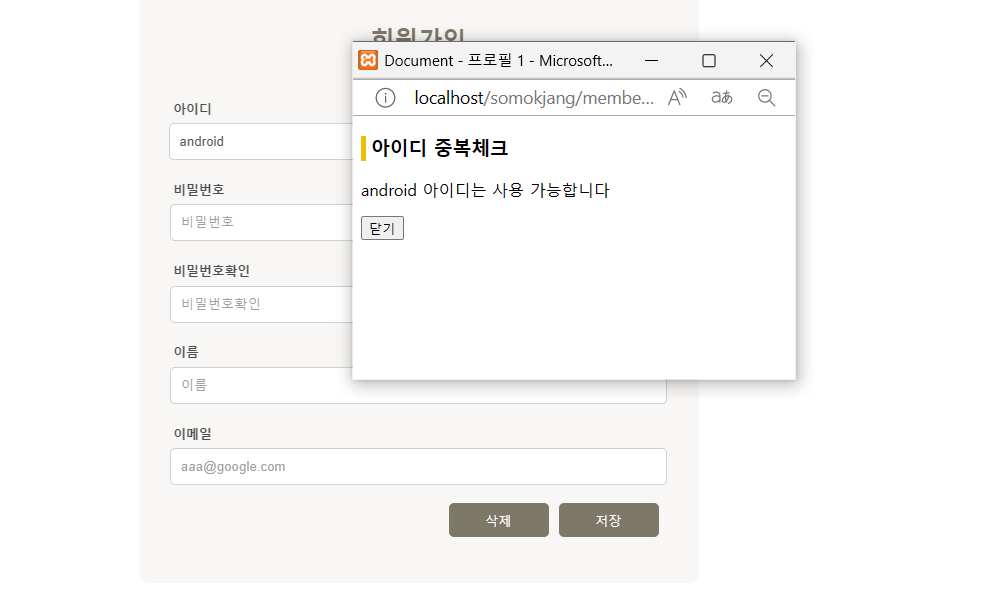 회원가입
Document - 프로필 1 - Microsoft...
localhost/somokjang/membe...
아이디 중복체크
android 아이디는 사용 가능합니다
닫기
아이디
android
비밀번호
비밀번호
비밀번호확인
비밀번호확인
이름
이름
이메일
aaa@google.com
삭제 저장